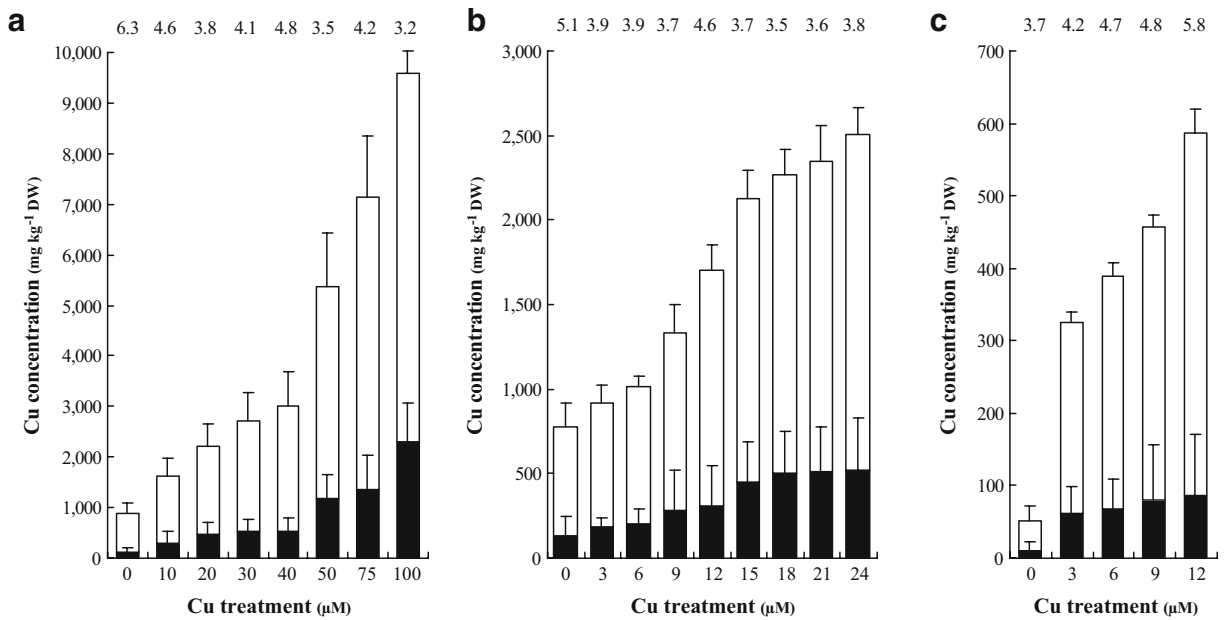 a
6.3 4.6 3.8 4.1 4.8 3.5 4.2 3.2
10,000
9,000
8,000
7,000
6,000
5,000
4,000
3,000
2,000
1,000
0
Cu concentration (mg kg⁻¹ DW)
0 10 20 30 40 50 75 100
Cu treatment (µM)
b
5.1 3.9 3.9 3.7 4.6 3.7 3.5 3.6 3.8
3,000
2,500
2,000
1,500
1,000
500
0
Cu concentration (mg kg⁻¹ DW)
0 3 6 9 12 15 18 21 24
Cu treatment (µM)
c
3.7 4.2 4.7 4.8 5.8
700
600
500
400
300
200
100
0
Cu concentration (mg kg⁻¹ DW)
0 3 6 9 12
Cu treatment (µM)